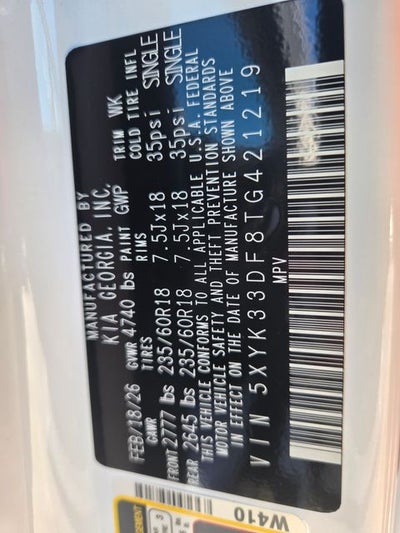 MANUFACTURED BY
KIA GEORGIA, INC.
FEB/18/26 GVWR 4740 lbs PAINT GWP TRIM WK
GAWR TIRES RIMS COLD TIRE INFL
FRONT 2777 lbs 235/60R18 7.5Jx18 35psi SINGLE
REAR 2645 lbs 235/60R18 7.5Jx18 35psi SINGLE
THIS VEHICLE CONFORMS TO ALL APPLICABLE U.S.A. FEDERAL
MOTOR VEHICLE SAFETY AND THEFT PREVENTION STANDARDS
IN EFFECT ON THE DATE OF MANUFACTURE SHOWN ABOVE
VIN 5XYK33DF8TG421219
MPV
W410